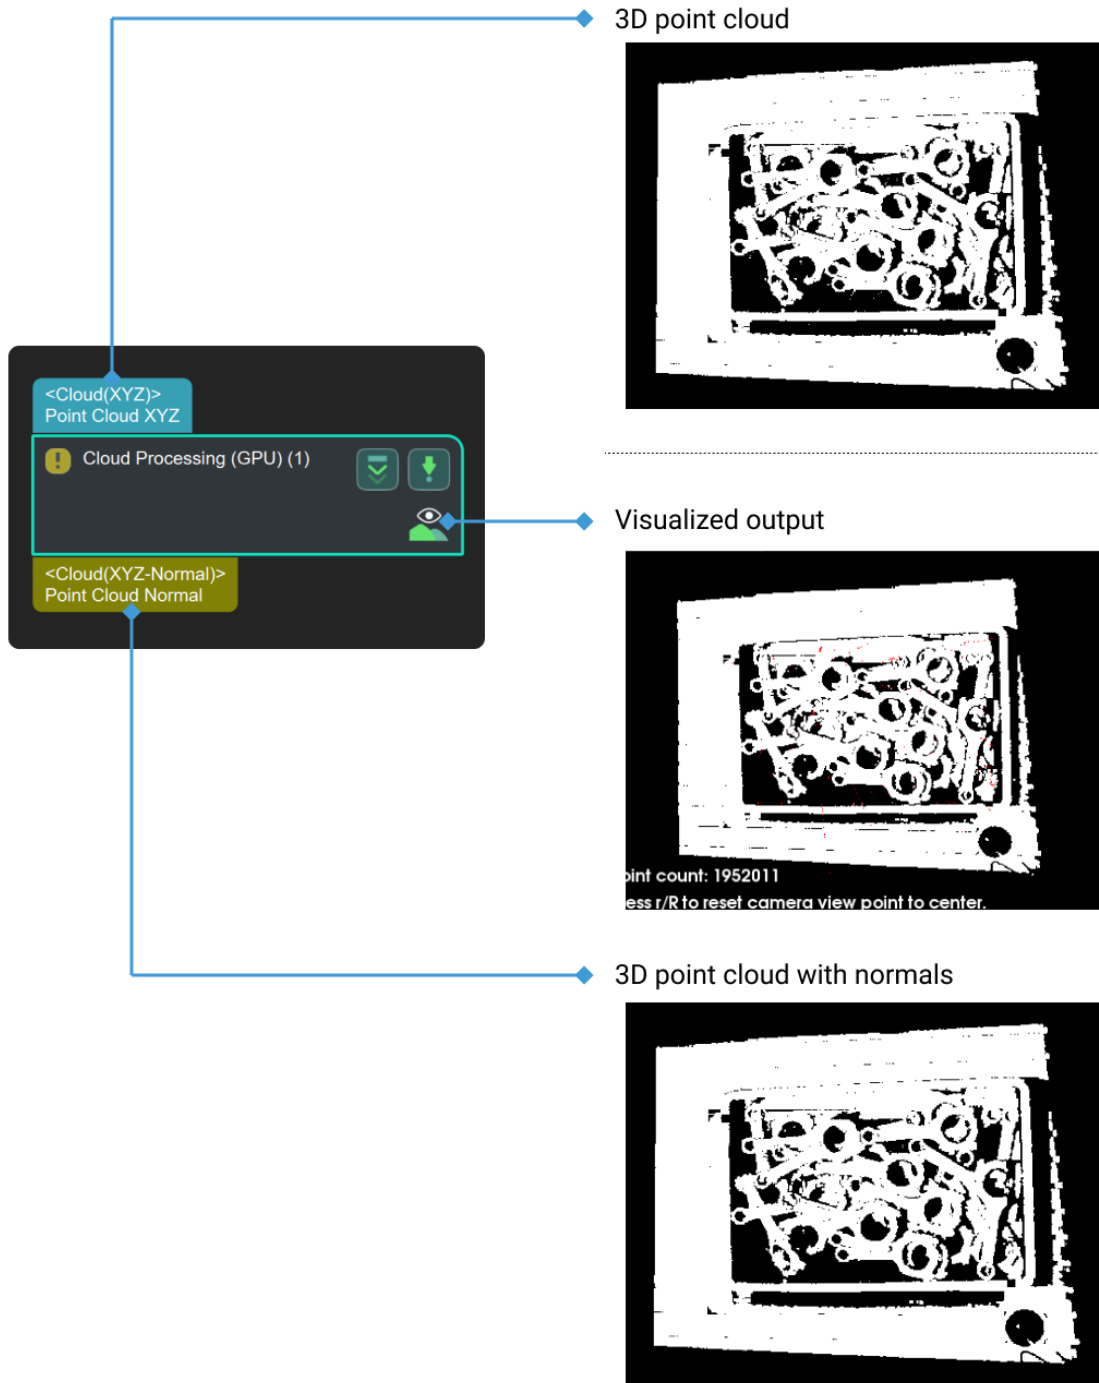 3D point cloud
<Cloud(XYZ)>
Point Cloud XYZ
Cloud Processing (GPU) (1)
Visualized output
<Cloud(XYZ-Normal)>
Point Cloud Normal
oint count: 1952011
ess r/R to reset camera view point to center.
3D point cloud with normals